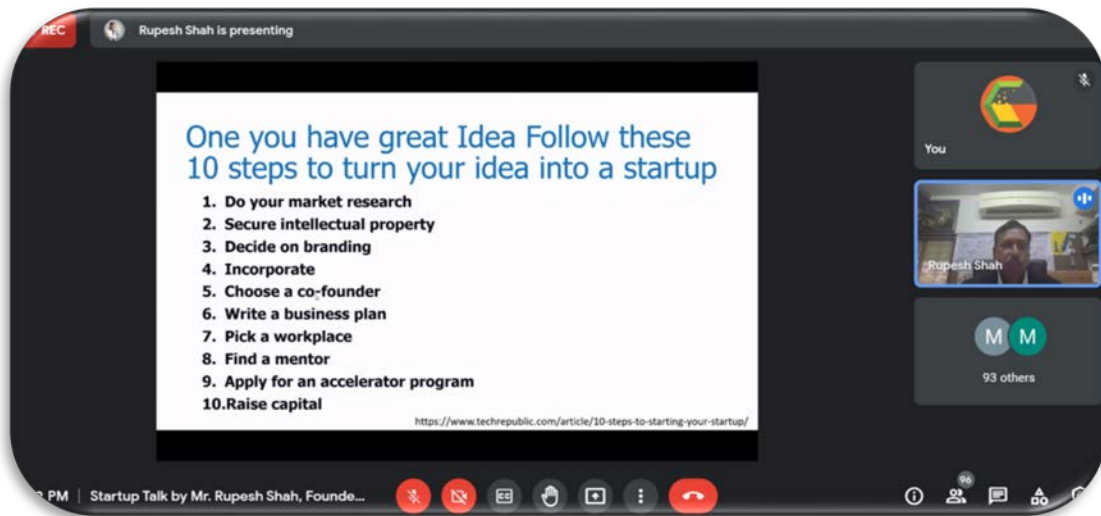 REC
Rupesh Shah is presenting
One you have great Idea Follow these
10 steps to turn your idea into a startup
1. Do your market research
2. Secure intellectual property
3. Decide on branding
4. Incorporate
5. Choose a co-founder
6. Write a business plan
7. Pick a workplace
8. Find a mentor
9. Apply for an accelerator program
10.Raise capital
https://www.techrepublic.com/article/10-steps-to-starting-your-startup/
You
Rupesh Shah
M M
93 others
PM | Startup Talk by Mr. Rupesh Shah, Founde...
CC
96